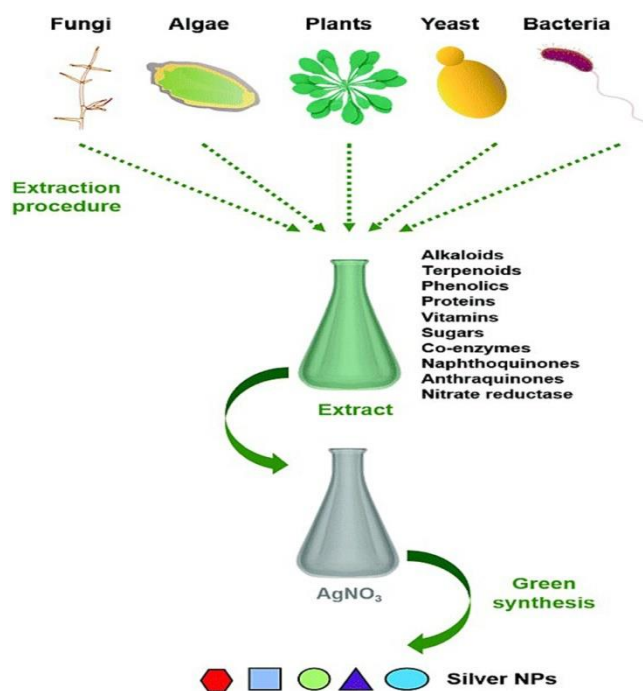 Fungi Algae Plants Yeast Bacteria
Extraction
procedure
Alkaloids
Terpenoids
Phenolics
Proteins
Vitamins
Sugars
Co-enzymes
Naphthoquinones
Anthraquinones
Nitrate reductase
Extract
AgNO₃
Green
synthesis
Silver NPs